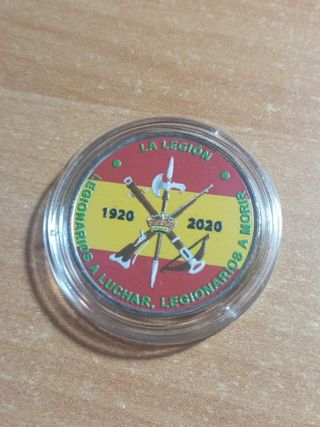 LA LEGIÓN
1920 2020
LEGIONARIOS A LUCHAR, LEGIONARIOS A MORIR